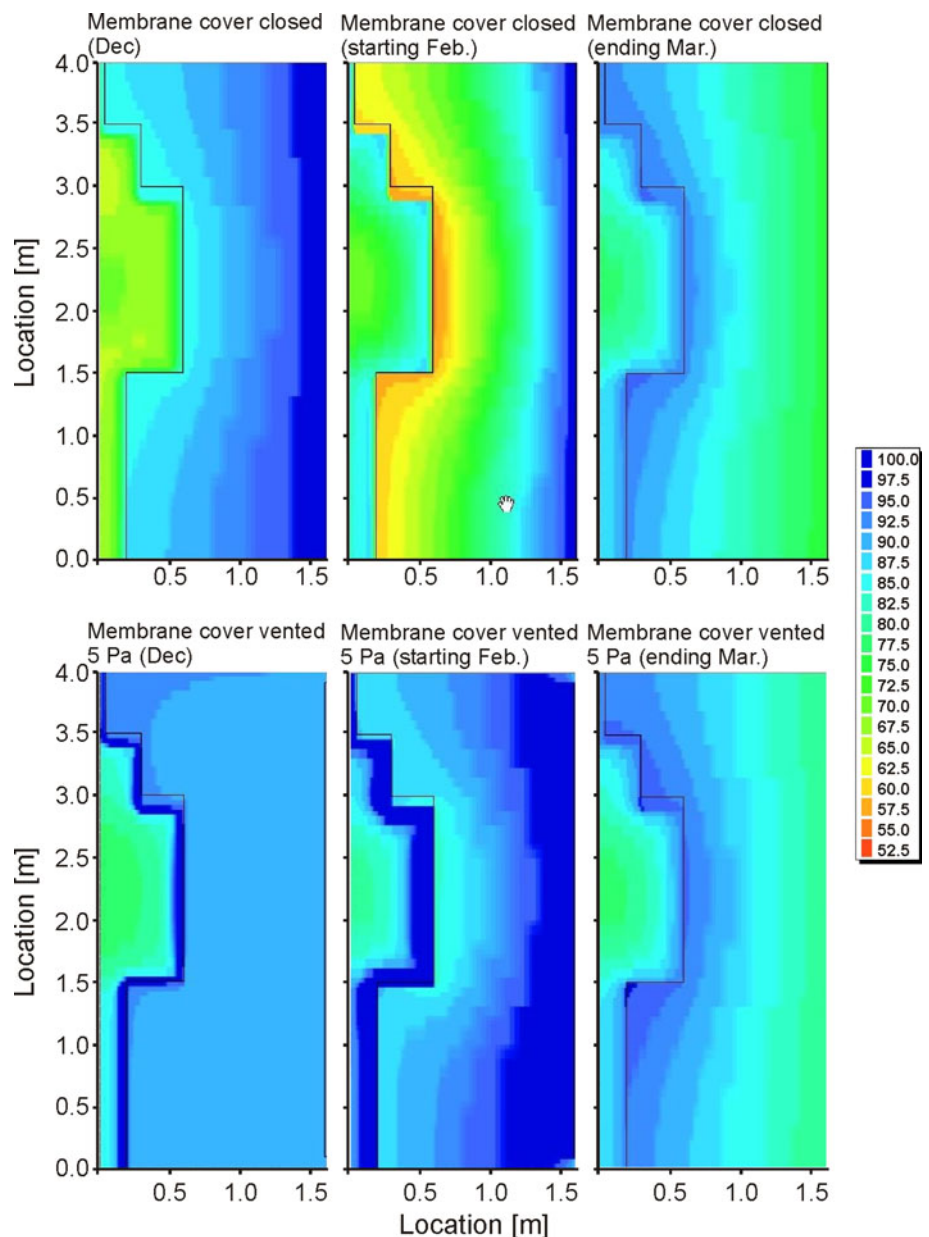 Membrane cover closed
(Dec)
Membrane cover closed
(starting Feb.)
Membrane cover closed
(ending Mar.)
Location [m]
4.0
3.5
3.0
2.5
2.0
1.5
1.0
0.5
0.0
0.5 1.0 1.5
0.5 1.0 1.5
0.5 1.0 1.5
Membrane cover vented
5 Pa (Dec)
Membrane cover vented
5 Pa (starting Feb.)
Membrane cover vented
5 Pa (ending Mar.)
Location [m]
4.0
3.5
3.0
2.5
2.0
1.5
1.0
0.5
0.0
0.5 1.0 1.5
0.5 1.0 1.5
0.5 1.0 1.5
Location [m]
100.0
97.5
95.0
92.5
90.0
87.5
85.0
82.5
80.0
77.5
75.0
72.5
70.0
67.5
65.0
62.5
60.0
57.5
55.0
52.5